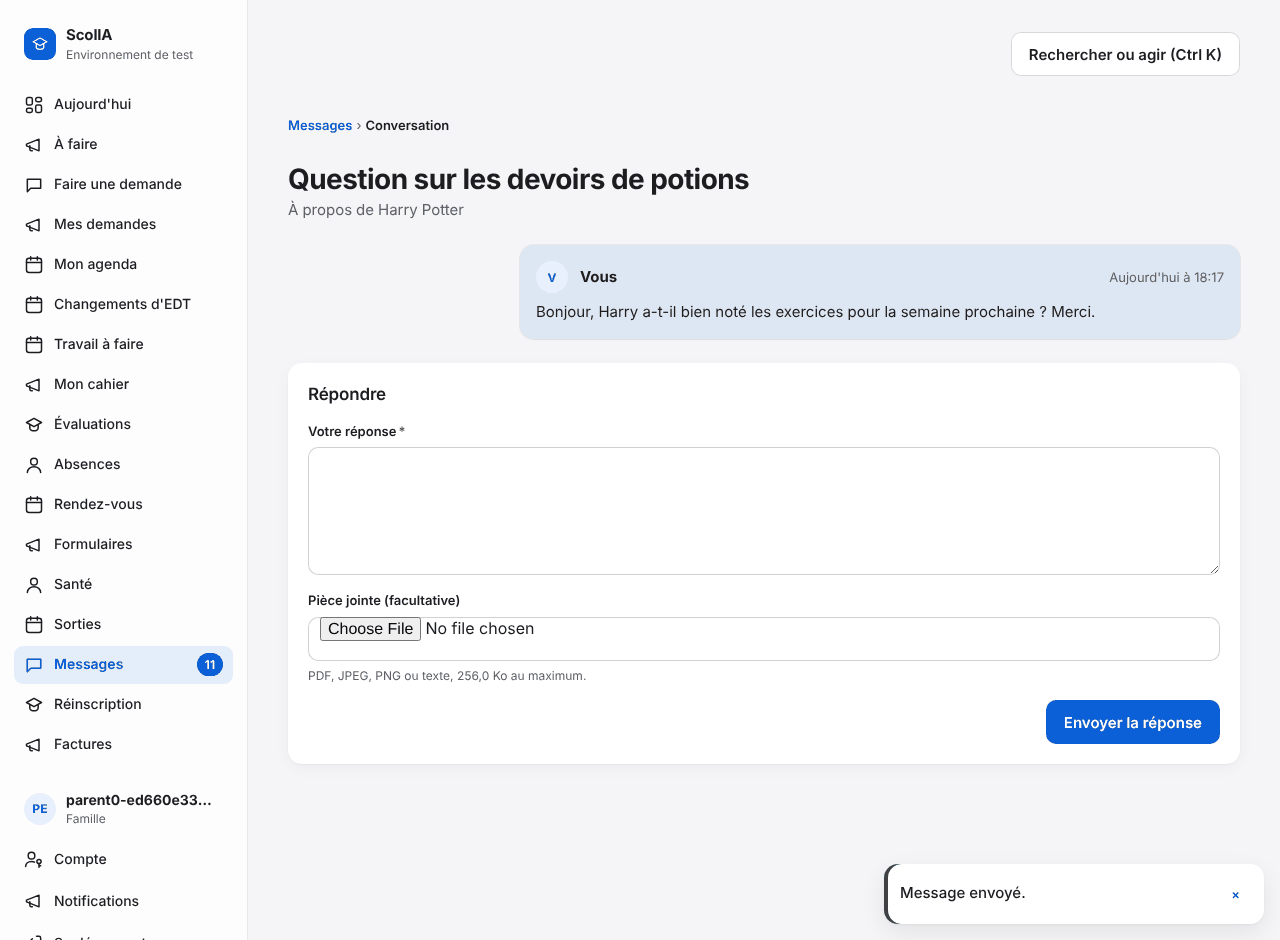 ScolIA
Environnement de test
Aujourd'hui
À faire
Faire une demande
Mes demandes
Mon agenda
Changements d'EDT
Travail à faire
Mon cahier
Évaluations
Absences
Rendez-vous
Formulaires
Santé
Sorties
Messages 11
Réinscription
Factures
PE
parent0-ed660e33...
Famille
Compte
Notifications
Rechercher ou agir (Ctrl K)
Messages › Conversation
Question sur les devoirs de potions
À propos de Harry Potter
V Vous Aujourd'hui à 18:17
Bonjour, Harry a-t-il bien noté les exercices pour la semaine prochaine ? Merci.
Répondre
Votre réponse *
Pièce jointe (facultative)
Choose File No file chosen
PDF, JPEG, PNG ou texte, 256,0 Ko au maximum.
Envoyer la réponse
Message envoyé. ×